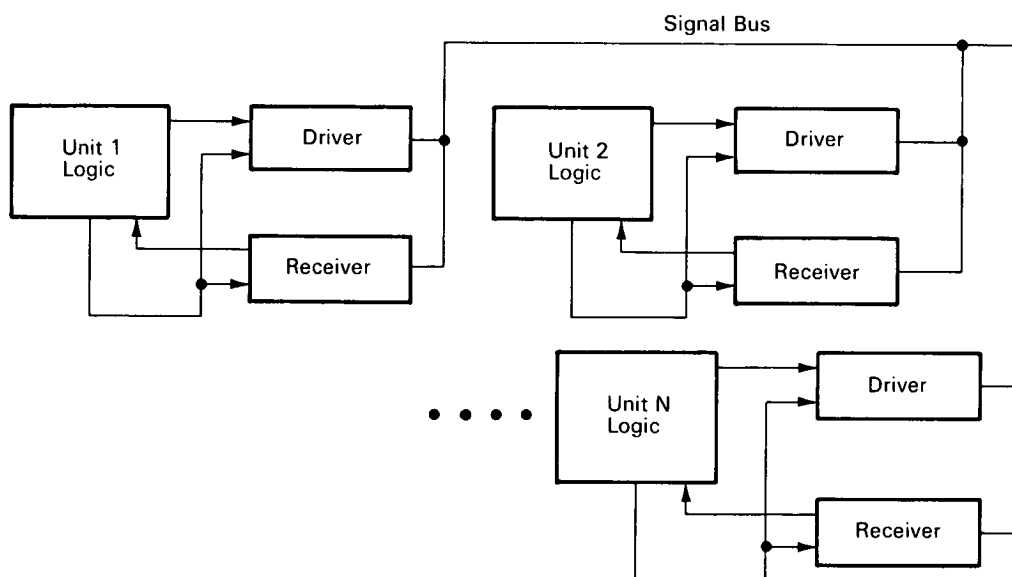 Signal Bus
Unit 1
Logic
Driver
Receiver
Unit 2
Logic
Driver
Receiver
Unit N
Logic
Driver
Receiver